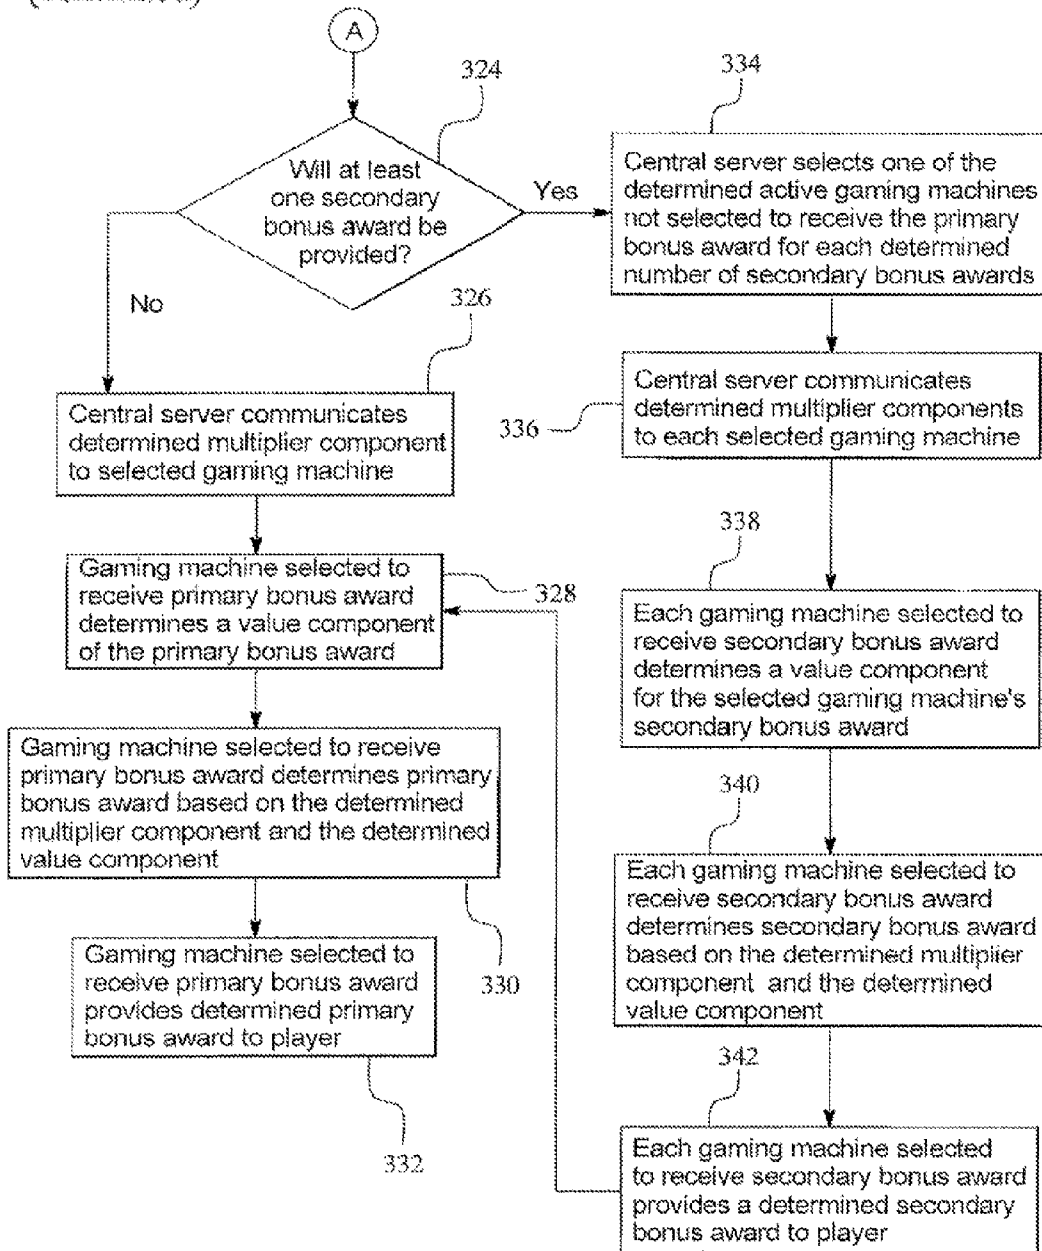 A
324
Will at least
one secondary
bonus award be
provided?
Yes
No
334
Central server selects one of the
determined active gaming machines
not selected to receive the primary
bonus award for each determined
number of secondary bonus awards
326
Central server communicates
determined multiplier component
to selected gaming machine
336
Central server communicates
determined multiplier components
to each selected gaming machine
328
Gaming machine selected to
receive primary bonus award
determines a value component
of the primary bonus award
338
Each gaming machine selected to
receive secondary bonus award
determines a value component
for the selected gaming machine's
secondary bonus award
Gaming machine selected to receive
primary bonus award determines primary
bonus award based on the determined
multiplier component and the determined
value component
330
340
Each gaming machine selected to
receive secondary bonus award
determines secondary bonus award
based on the determined multiplier
component and the determined
value component
Gaming machine selected to
receive primary bonus award
provides determined primary
bonus award to player
332
342
Each gaming machine selected
to receive secondary bonus award
provides a determined secondary
bonus award to player